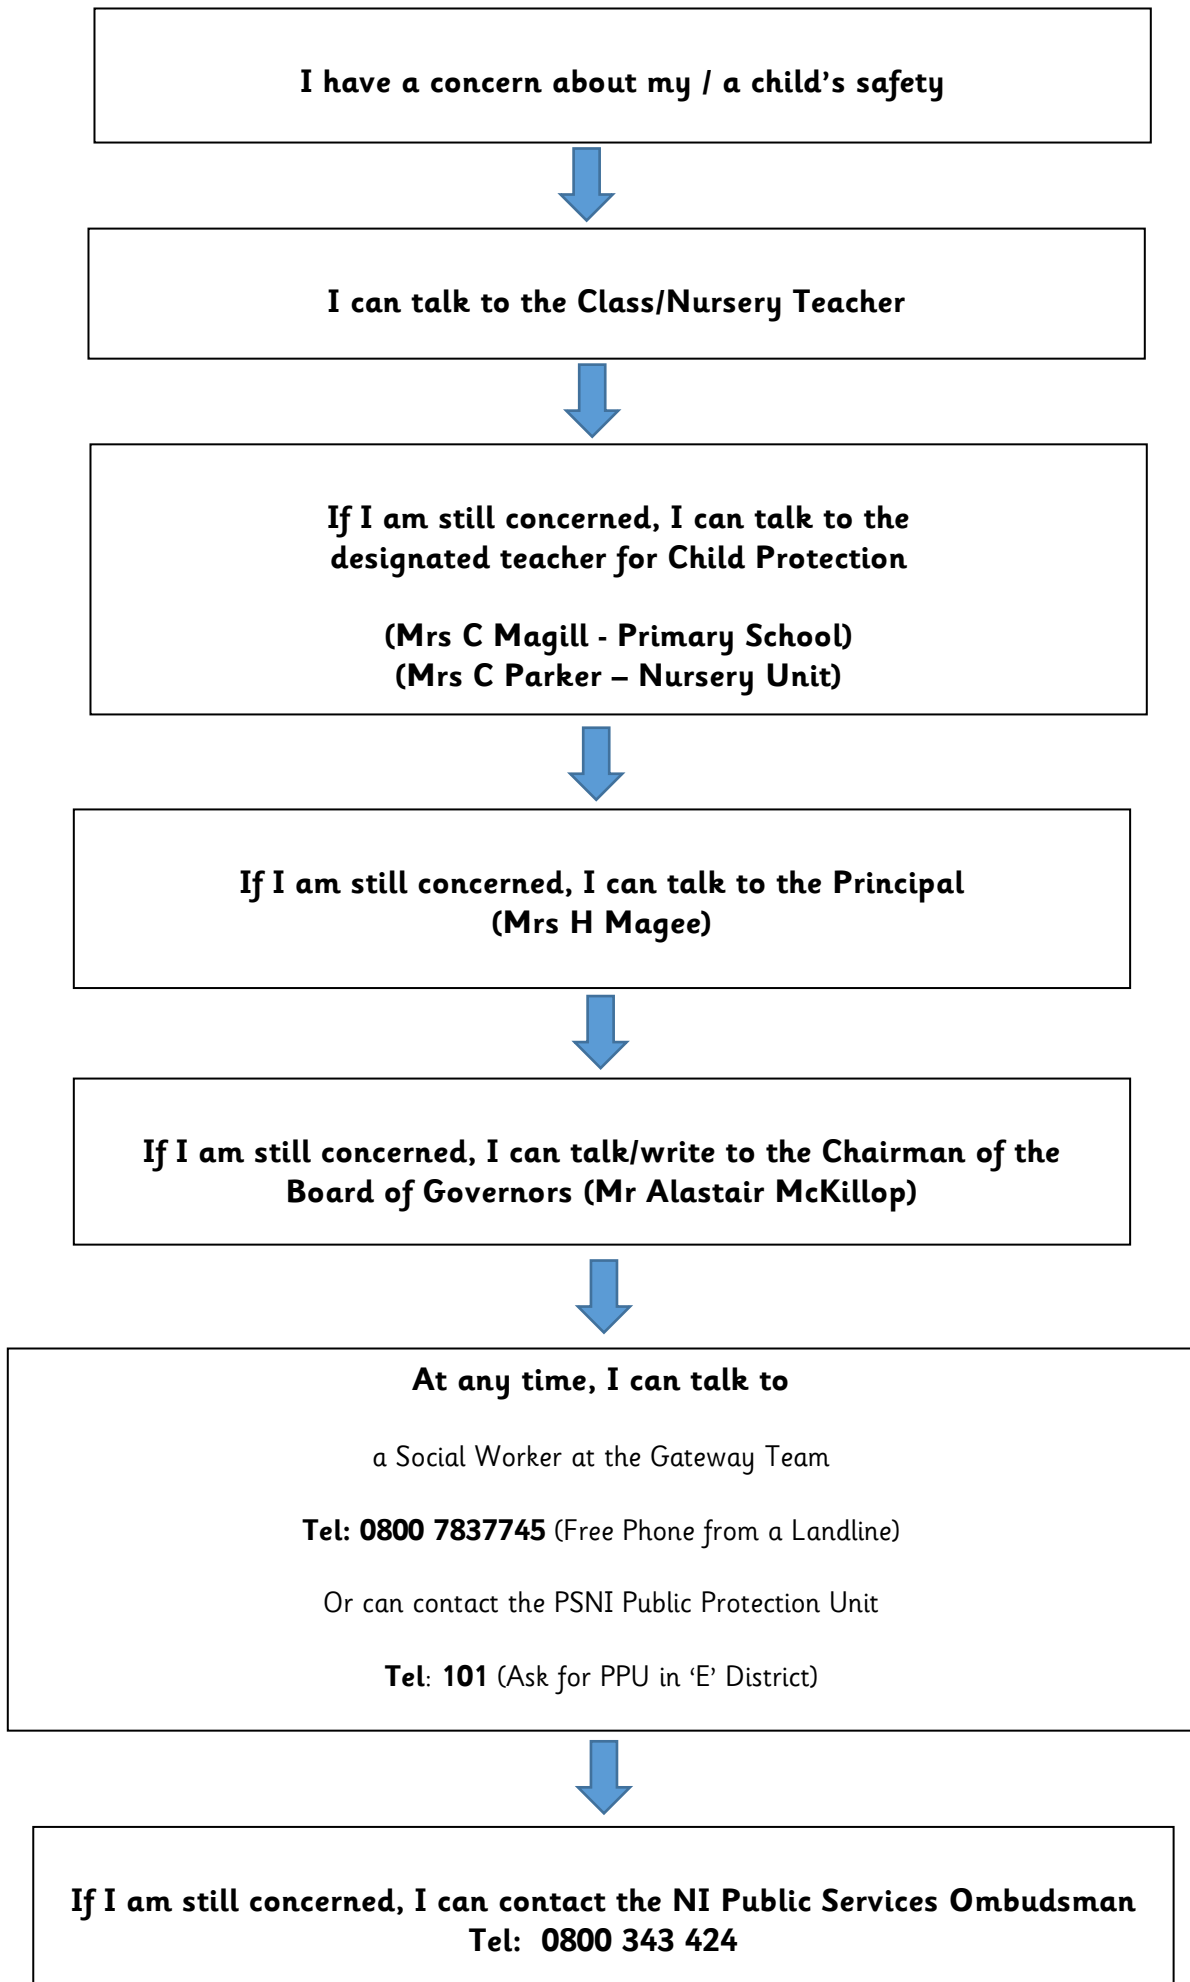 I have a concern about my / a child’s safety
I can talk to the Class/Nursery Teacher
If I am still concerned, I can talk to the
designated teacher for Child Protection
(Mrs C Magill - Primary School)
(Mrs C Parker – Nursery Unit)
If I am still concerned, I can talk to the Principal
(Mrs H Magee)
If I am still concerned, I can talk/write to the Chairman of the
Board of Governors (Mr Alastair McKillop)
At any time, I can talk to
a Social Worker at the Gateway Team
Tel: 0800 7837745 (Free Phone from a Landline)
Or can contact the PSNI Public Protection Unit
Tel: 101 (Ask for PPU in ‘E’ District)
If I am still concerned, I can contact the NI Public Services Ombudsman
Tel:  0800 343 424